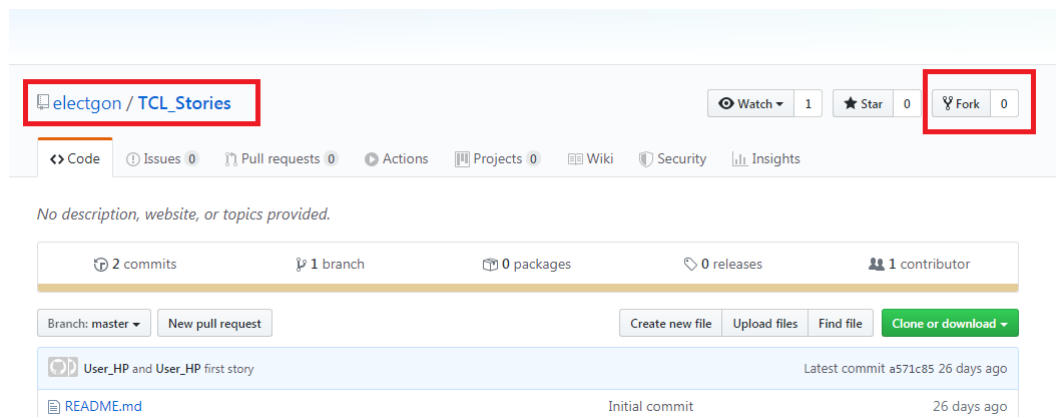 electgon / TCL_Stories
Watch 1 Star 0 Fork 0
Code Issues 0 Pull requests 0 Actions Projects 0 Wiki Security Insights
No description, website, or topics provided.
2 commits 1 branch 0 packages 0 releases 1 contributor
Branch: master New pull request Create new file Upload files Find file Clone or download
User_HP and User_HP first story Latest commit a571c85 26 days ago
README.md Initial commit 26 days ago